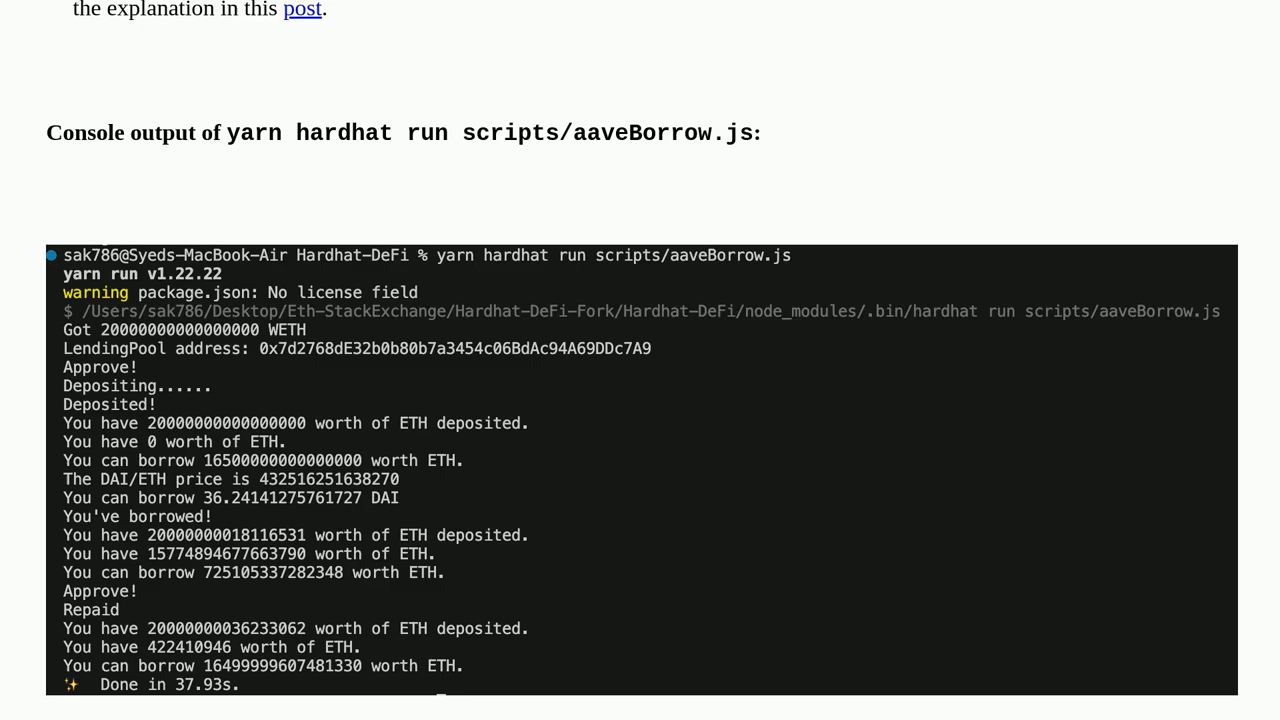 the explanation in this post.
Console output of yarn hardhat run scripts/aaveBorrow.js:
sak786@Syeds-MacBook-Air Hardhat-DeFi % yarn hardhat run scripts/aaveBorrow.js
yarn run v1.22.22
warning package.json: No license field
$ /Users/sak786/Desktop/Eth-StackExchange/Hardhat-DeFi-Fork/Hardhat-DeFi/node_modules/.bin/hardhat run scripts/aaveBorrow.js
Got 20000000000000000 WETH
LendingPool address: 0x7d2768dE32b0b80b7a3454c06BdAc94A69DDc7A9
Approve!
Depositing......
Deposited!
You have 20000000000000000 worth of ETH deposited.
You have 0 worth of ETH.
You can borrow 16500000000000000 worth ETH.
The DAI/ETH price is 432516251638270
You can borrow 36.24141275761727 DAI
You've borrowed!
You have 20000000018116531 worth of ETH deposited.
You have 15774894677663790 worth of ETH.
You can borrow 725105337282348 worth ETH.
Approve!
Repaid
You have 20000000036233062 worth of ETH deposited.
You have 422410946 worth of ETH.
You can borrow 16499999607481330 worth ETH.
✨ Done in 37.93s.